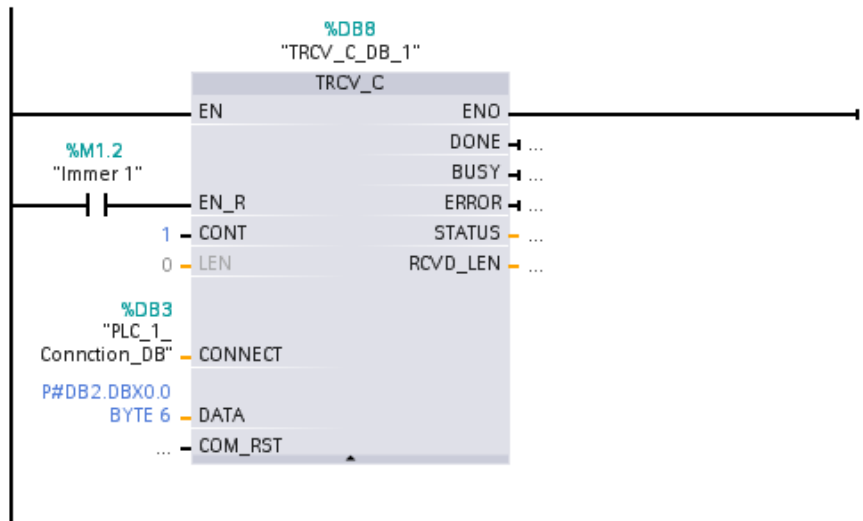 %DB8
"TRCV_C_DB_1"
TRCV_C
EN ENO
DONE ...
%M1.2
"Immer 1"
BUSY ...
EN_R ERROR ...
1 CONT STATUS ...
0 LEN RCVD_LEN ...
%DB3
"PLC_1_
Connction_DB" CONNECT
P#DB2.DBX0.0
BYTE 6 DATA
... COM_RST